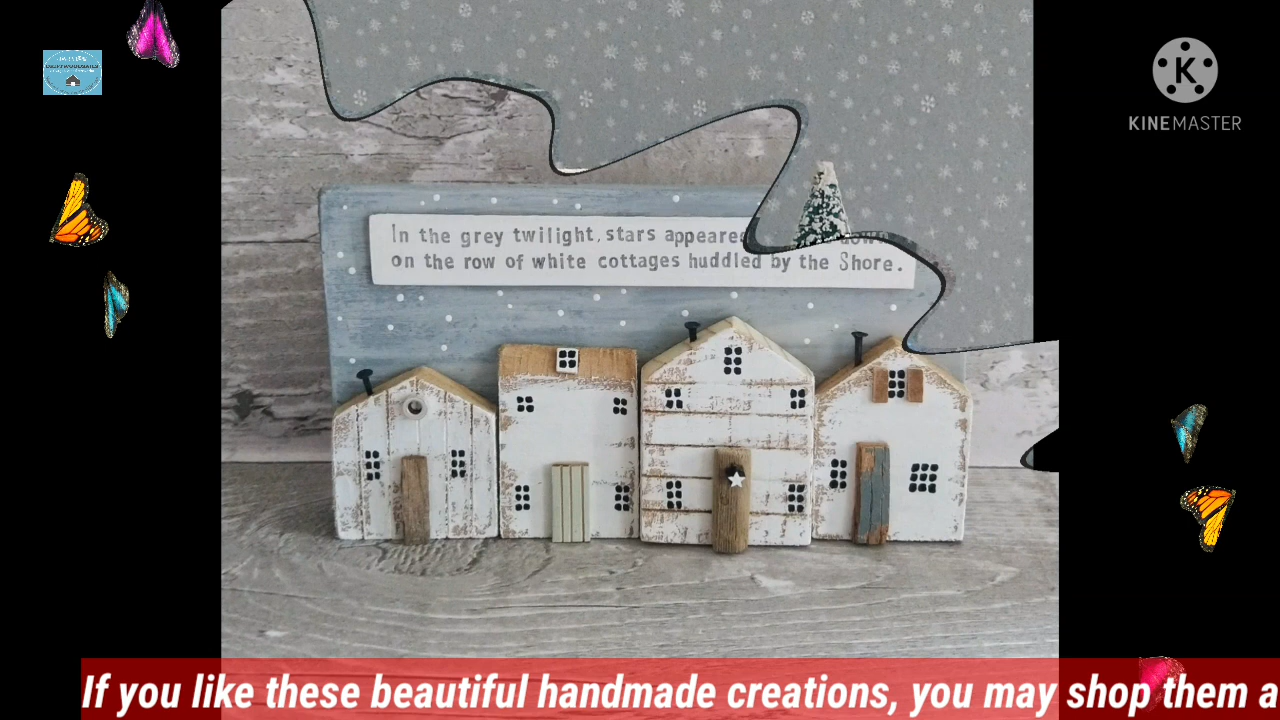 KINEMASTER
In the grey twilight, stars appeared down
on the row of white cottages huddled by the Shore.
If you like these beautiful handmade creations, you may shop them a